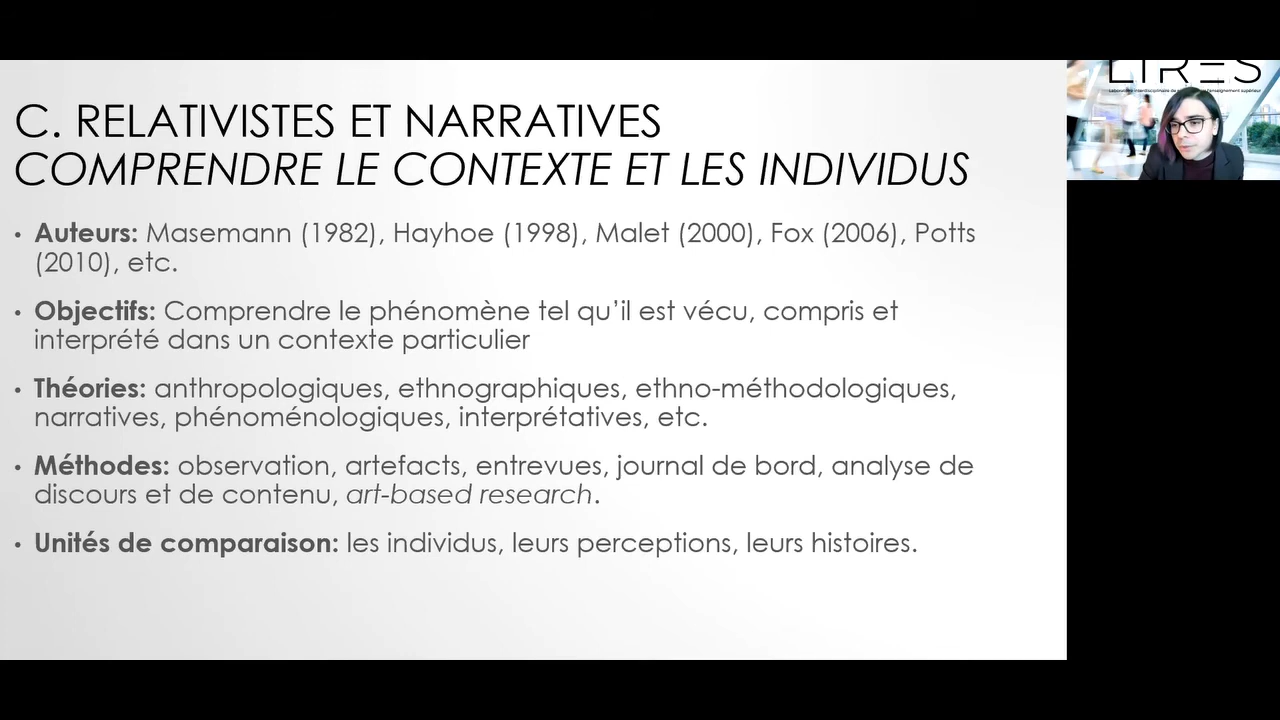 C. RELATIVISTES ET NARRATIVES
COMPRENDRE LE CONTEXTE ET LES INDIVIDUS
• Auteurs: Masemann (1982), Hayhoe (1998), Malet (2000), Fox (2006), Potts
(2010), etc.
• Objectifs: Comprendre le phénomène tel qu’il est vécu, compris et
interprété dans un contexte particulier
• Théories: anthropologiques, ethnographiques, ethno-méthodologiques,
narratives, phénoménologiques, interprétatives, etc.
• Méthodes: observation, artefacts, entrevues, journal de bord, analyse de
discours et de contenu, art-based research.
• Unités de comparaison: les individus, leurs perceptions, leurs histoires.
LIRES